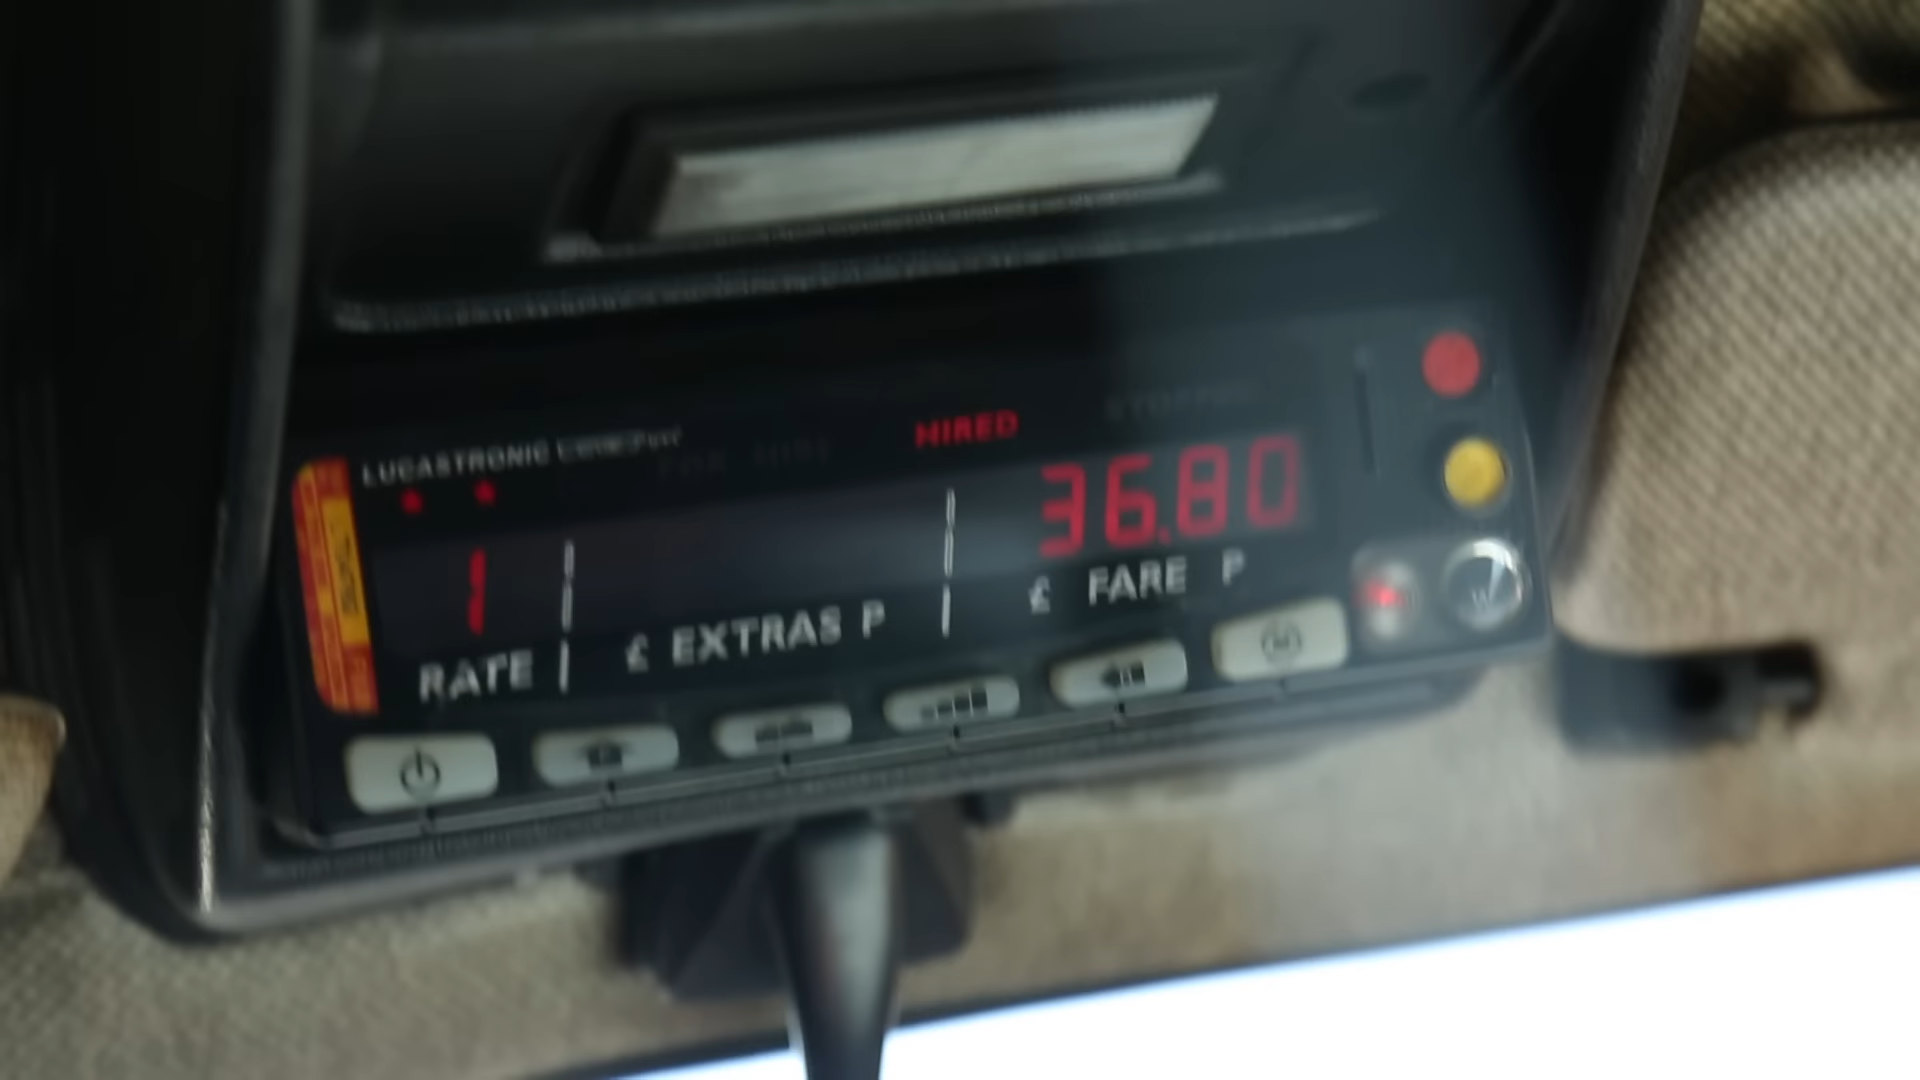 LUCASTRONIC
HIRED
1
36.80
RATE
£ EXTRAS P
£ FARE P